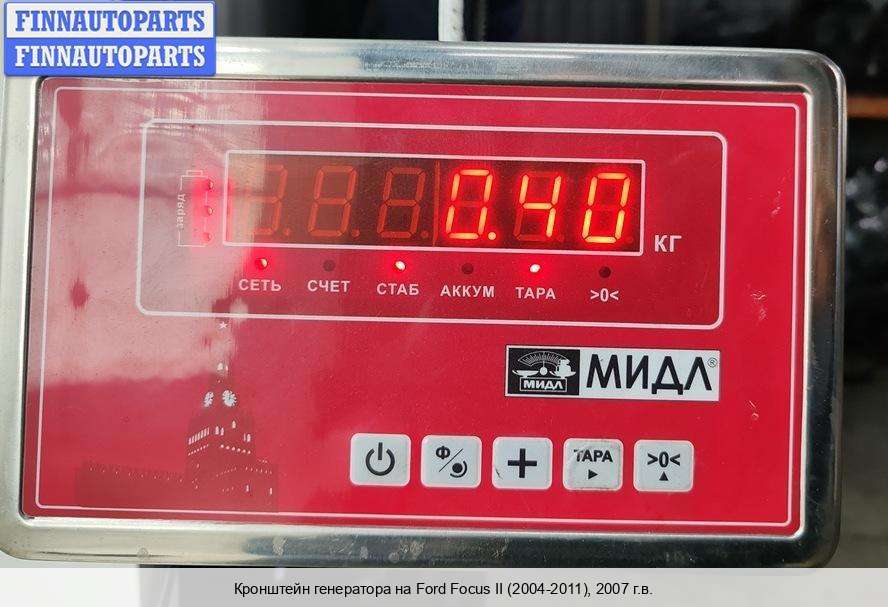 FINNAUTOPARTS
FINNAUTOPARTS
заряд
0.40
КГ
СЕТЬ СЧЕТ СТАБ АККУМ ТАРА >0<
МИДЛ МИДЛ®
Ф ТАРА >0<
Кронштейн генератора на Ford Focus II (2004-2011), 2007 г.в.